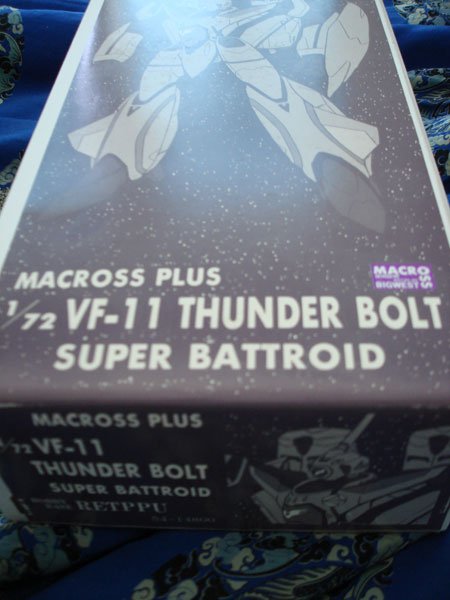 MACROSS PLUS
MACROSS
BIGWEST
1/72 VF-11 THUNDER BOLT
SUPER BATTROID
MACROSS PLUS
1/72 VF-11
THUNDER BOLT
SUPER BATTROID
RETPPU